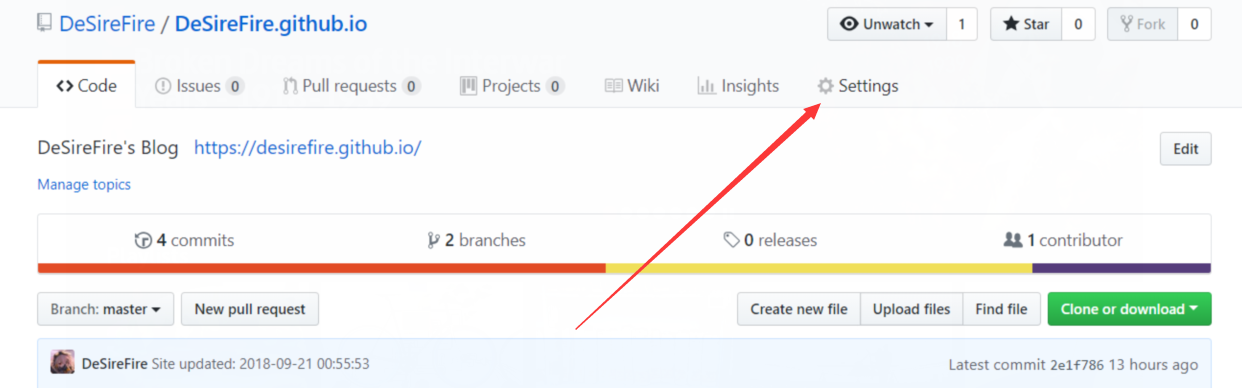 DeSireFire / DeSireFire.github.io Unwatch 1 Star 0 Fork 0
Code Issues 0 Pull requests 0 Projects 0 Wiki Insights Settings
DeSireFire's Blog https://desirefire.github.io/ Edit
Manage topics
4 commits 2 branches 0 releases 1 contributor
Branch: master New pull request Create new file Upload files Find file Clone or download
DeSireFire Site updated: 2018-09-21 00:55:53 Latest commit 2e1f786 13 hours ago